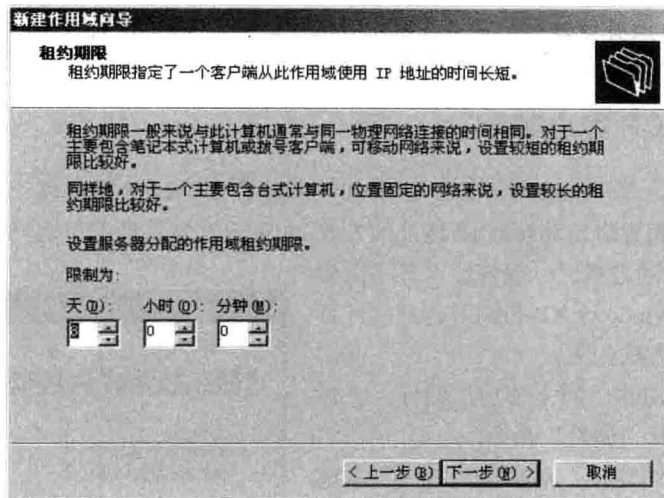 新建作用域向导
租约期限
租约期限指定了一个客户端从此作用域使用 IP 地址的时间长短。
租约期限一般来说与此计算机通常与同一物理网络连接的时间相同。对于一个
主要包含笔记本式计算机或拨号客户端，可移动网络来说，设置较短的租约期
限比较好。
同样地，对于一个主要包含台式计算机，位置固定的网络来说，设置较长的租
约期限比较好。
设置服务器分配的作用域租约期限。
限制为:
天(D): 小时(O): 分钟(M):
8 0 0
< 上一步(B) 下一步(N) > 取消